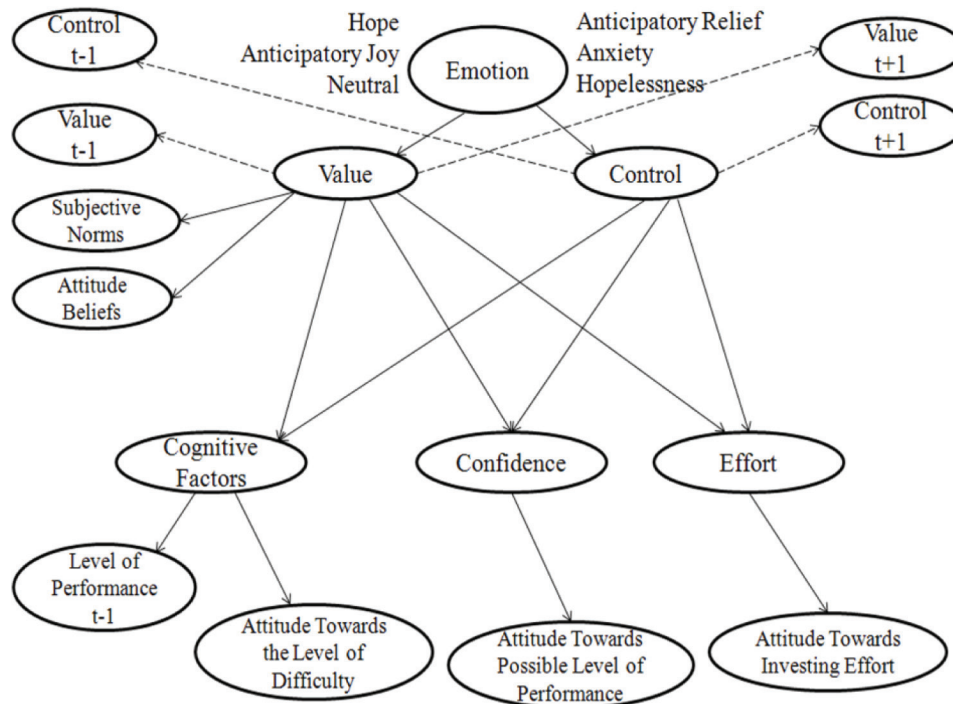 Control
t-1
Hope
Anticipatory Joy
Neutral
Emotion
Anticipatory Relief
Anxiety
Hopelessness
Value
t+1
Value
t-1
Control
t+1
Value
Control
Subjective
Norms
Attitude
Beliefs
Cognitive
Factors
Confidence
Effort
Level of
Performance
t-1
Attitude Towards
the Level of
Difficulty
Attitude Towards
Possible Level of
Performance
Attitude Towards
Investing Effort